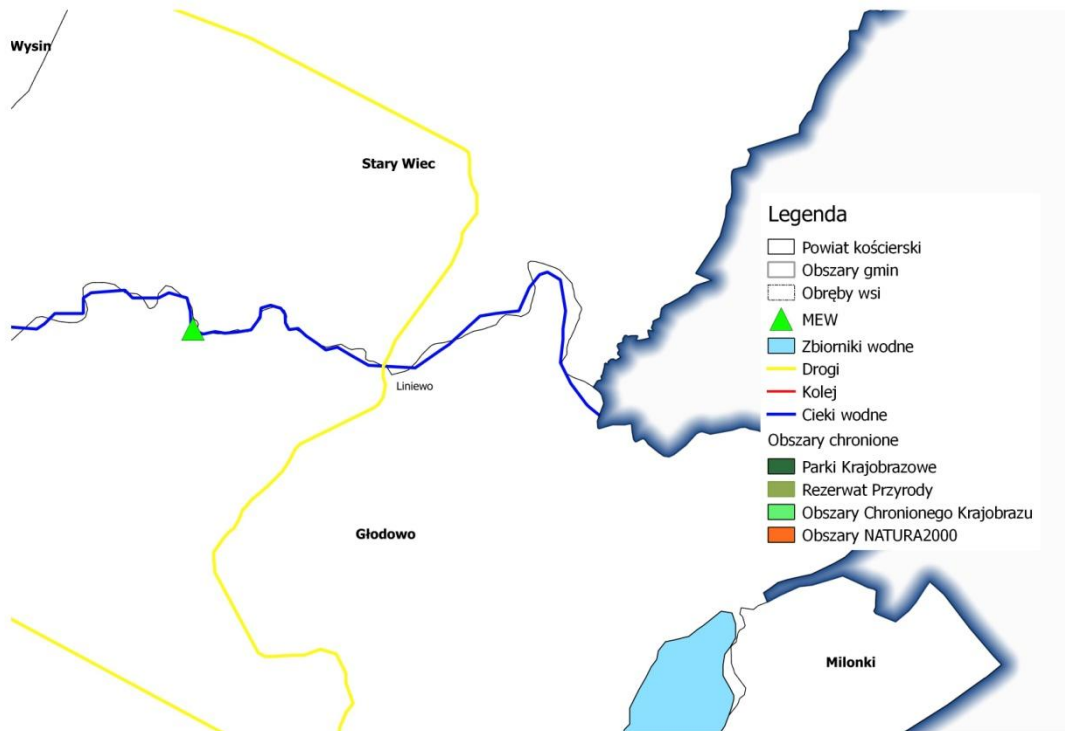 Wysin
Stary Wiec
Liniewo
Głodowo
Milonki
Legenda
Powiat kościerski
Obszary gmin
Obręby wsi
MEW
Zbiorniki wodne
Drogi
Kolej
Cieki wodne
Obszary chronione
Parki Krajobrazowe
Rezerwat Przyrody
Obszary Chronionego Krajobrazu
Obszary NATURA2000